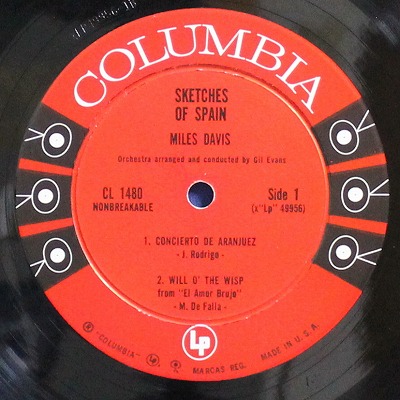 COLUMBIA
SKETCHES
OF SPAIN
MILES DAVIS
Orchestra arranged and conducted by Gil Evans
CL 1480
NONBREAKABLE
Side 1
(x"Lp" 49956)
1. CONCIERTO DE ARANJUEZ
- J. Rodrigo -
2. WILL O' THE WISP
from "El Amor Brujo"
- M. De Falla -
Lp
"COLUMBIA"
MARCAS REG.
MADE IN U.S.A.